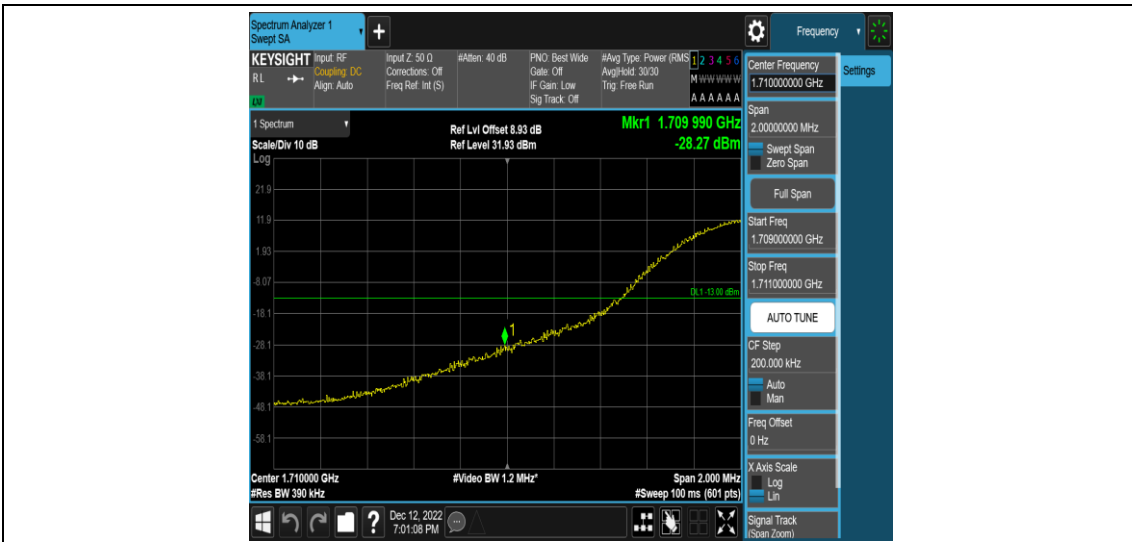 Spectrum Analyzer 1
Swept SA
+
Frequency
KEYSIGHT
RL
LXI
Input: RF
Coupling: DC
Align: Auto
Input Z: 50 Ω
Corrections: Off
Freq Ref: Int (S)
#Atten: 40 dB
PNO: Best Wide
Gate: Off
IF Gain: Low
Sig Track: Off
#Avg Type: Power (RMS
Avg|Hold: 30/30
Trig: Free Run
1 2 3 4 5 6
M W W W W W
A A A A A A
1 Spectrum
Scale/Div 10 dB
Log
Ref Lvl Offset 8.93 dB
Ref Level 31.93 dBm
Mkr1 1.709 990 GHz
-28.27 dBm
21.9
11.9
1.93
-8.07
DL1 -13.00 dBm
-18.1
1
-28.1
-38.1
-48.1
-58.1
Center 1.710000 GHz
#Res BW 390 kHz
#Video BW 1.2 MHz*
Span 2.000 MHz
#Sweep 100 ms (601 pts)
?
Dec 12, 2022
7:01:08 PM
Center Frequency
1.710000000 GHz
Settings
Span
2.00000000 MHz
Swept Span
Zero Span
Full Span
Start Freq
1.709000000 GHz
Stop Freq
1.711000000 GHz
AUTO TUNE
CF Step
200.000 kHz
Auto
Man
Freq Offset
0 Hz
X Axis Scale
Log
Lin
Signal Track
(Span Zoom)